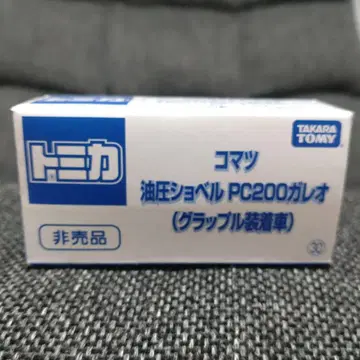 トミカ
TAKARA TOMY
コマツ
油圧ショベル PC200ガレオ
(グラップル装着車)
非売品